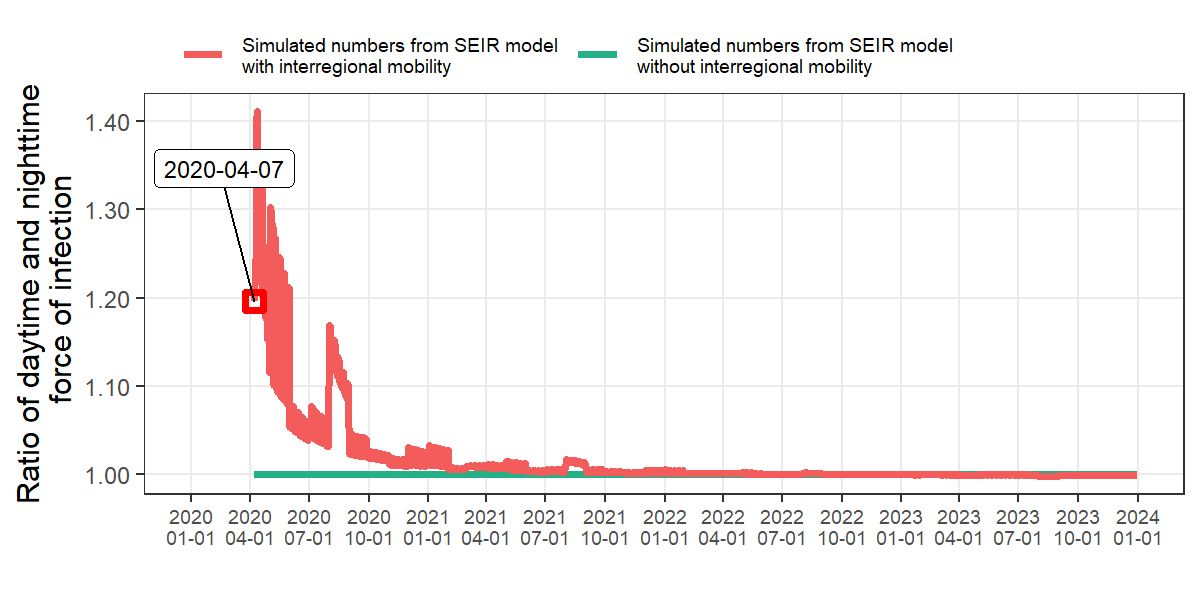 Simulated numbers from SEIR model
with interregional mobility
Simulated numbers from SEIR model
without interregional mobility
Ratio of daytime and nighttime
force of infection
1.40
1.30
1.20
1.10
1.00
2020-04-07
2020 2020 2020 2020 2021 2021 2021 2021 2022 2022 2022 2022 2023 2023 2023 2023 2024
01-01 04-01 07-01 10-01 01-01 04-01 07-01 10-01 01-01 04-01 07-01 10-01 01-01 04-01 07-01 10-01 01-01